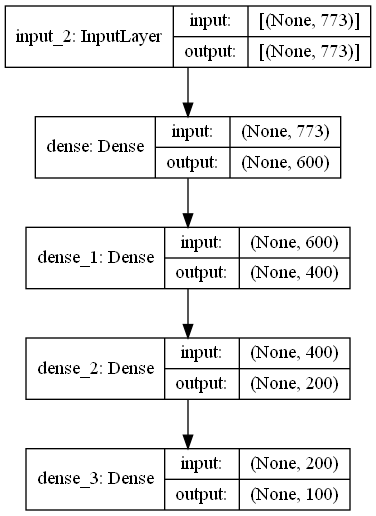 input_2: InputLayer
input: [(None, 773)]
output: [(None, 773)]
dense: Dense
input: (None, 773)
output: (None, 600)
dense_1: Dense
input: (None, 600)
output: (None, 400)
dense_2: Dense
input: (None, 400)
output: (None, 200)
dense_3: Dense
input: (None, 200)
output: (None, 100)